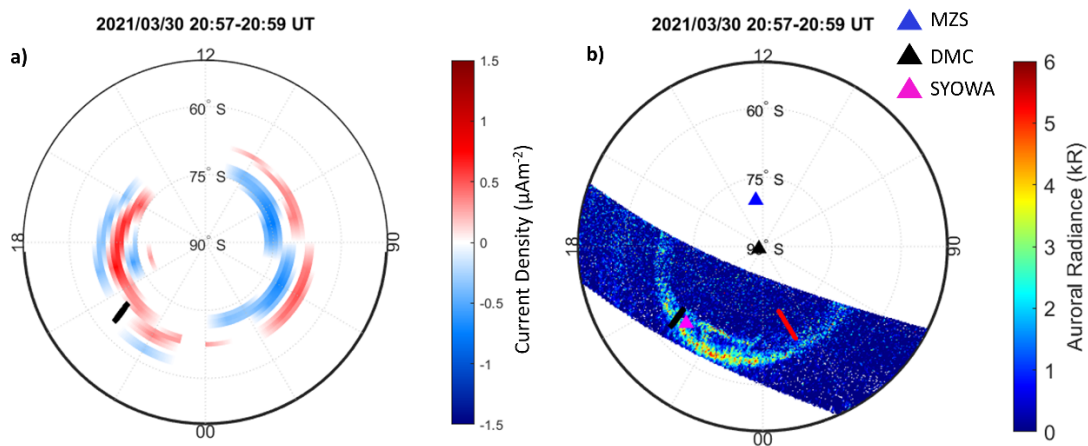 2021/03/30 20:57-20:59 UT
a)
12
60° S
75° S
90° S
18
06
00
1.5
1
0.5
0
-0.5
-1
-1.5
Current Density (µAm⁻²)
2021/03/30 20:57-20:59 UT
b)
MZS
DMC
SYOWA
12
60° S
75° S
90° S
18
06
00
6
5
4
3
2
1
0
Auroral Radiance (kR)